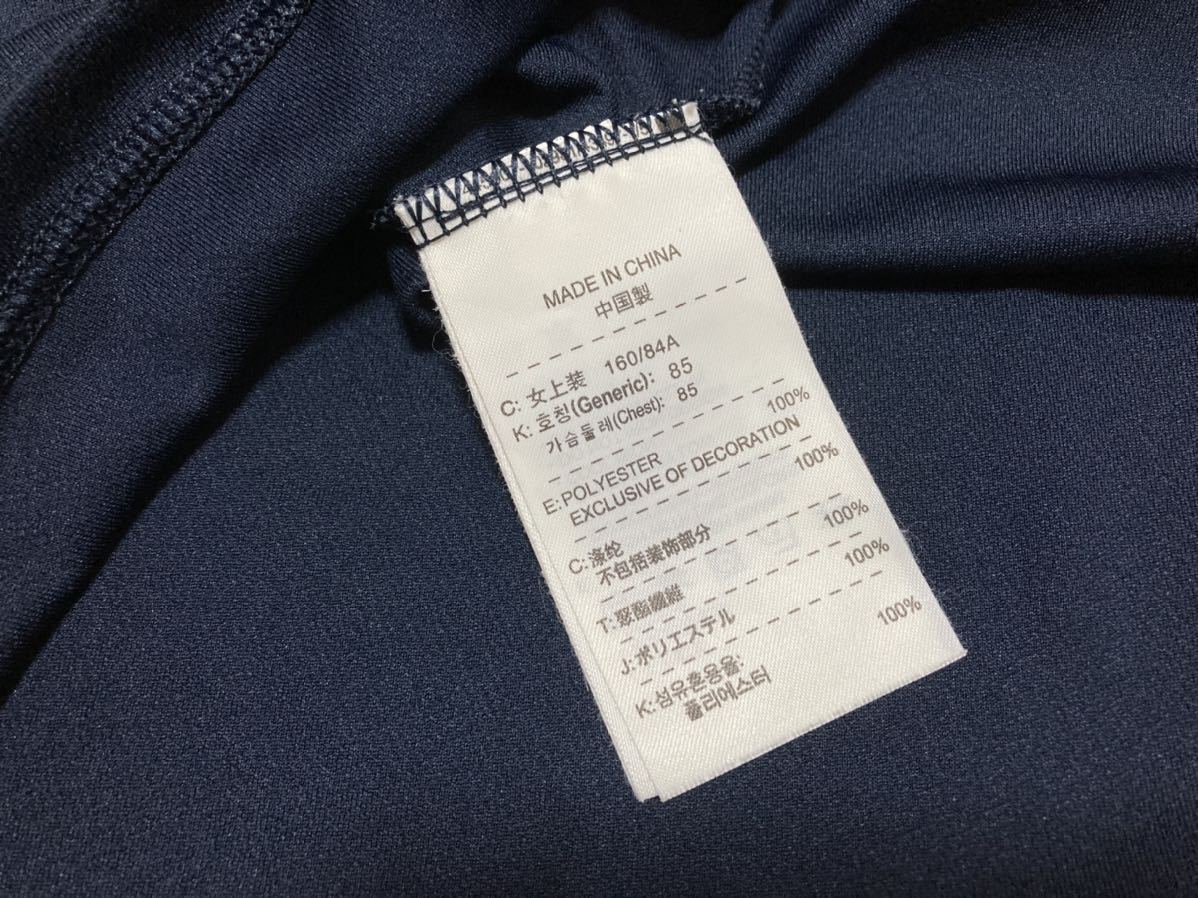 MADE IN CHINA
中国製
C: 女上装 160/84A
K: 호칭(Generic): 85
가슴둘레(Chest): 85
E:POLYESTER 100%
EXCLUSIVE OF DECORATION
C:涤纶 100%
不包括装饰部分
T:聚酯纖維 100%
J:ポリエステル 100%
K:섬유혼용율:
폴리에스터 100%